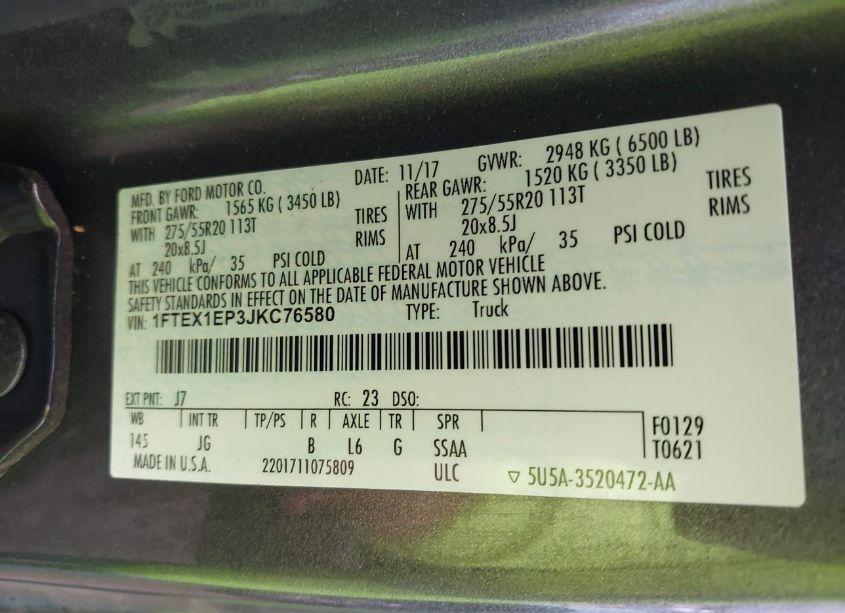 MFD. BY FORD MOTOR CO. DATE: 11/17 GVWR: 2948 KG ( 6500 LB)
FRONT GAWR: 1565 KG ( 3450 LB) REAR GAWR: 1520 KG ( 3350 LB)
WITH 275/55R20 113T TIRES WITH 275/55R20 113T TIRES
20x8.5J RIMS 20x8.5J RIMS
AT 240 kPa/ 35 PSI COLD AT 240 kPa/ 35 PSI COLD
THIS VEHICLE CONFORMS TO ALL APPLICABLE FEDERAL MOTOR VEHICLE
SAFETY STANDARDS IN EFFECT ON THE DATE OF MANUFACTURE SHOWN ABOVE.
VIN: 1FTEX1EP3JKC76580 TYPE: Truck
EXT PNT: J7 RC: 23 DSO:
WB INT TR TP/PS R AXLE TR SPR F0129
145 JG B L6 G SSAA T0621
MADE IN U.S.A. 2201711075809 ULC ▽ 5U5A-3520472-AA